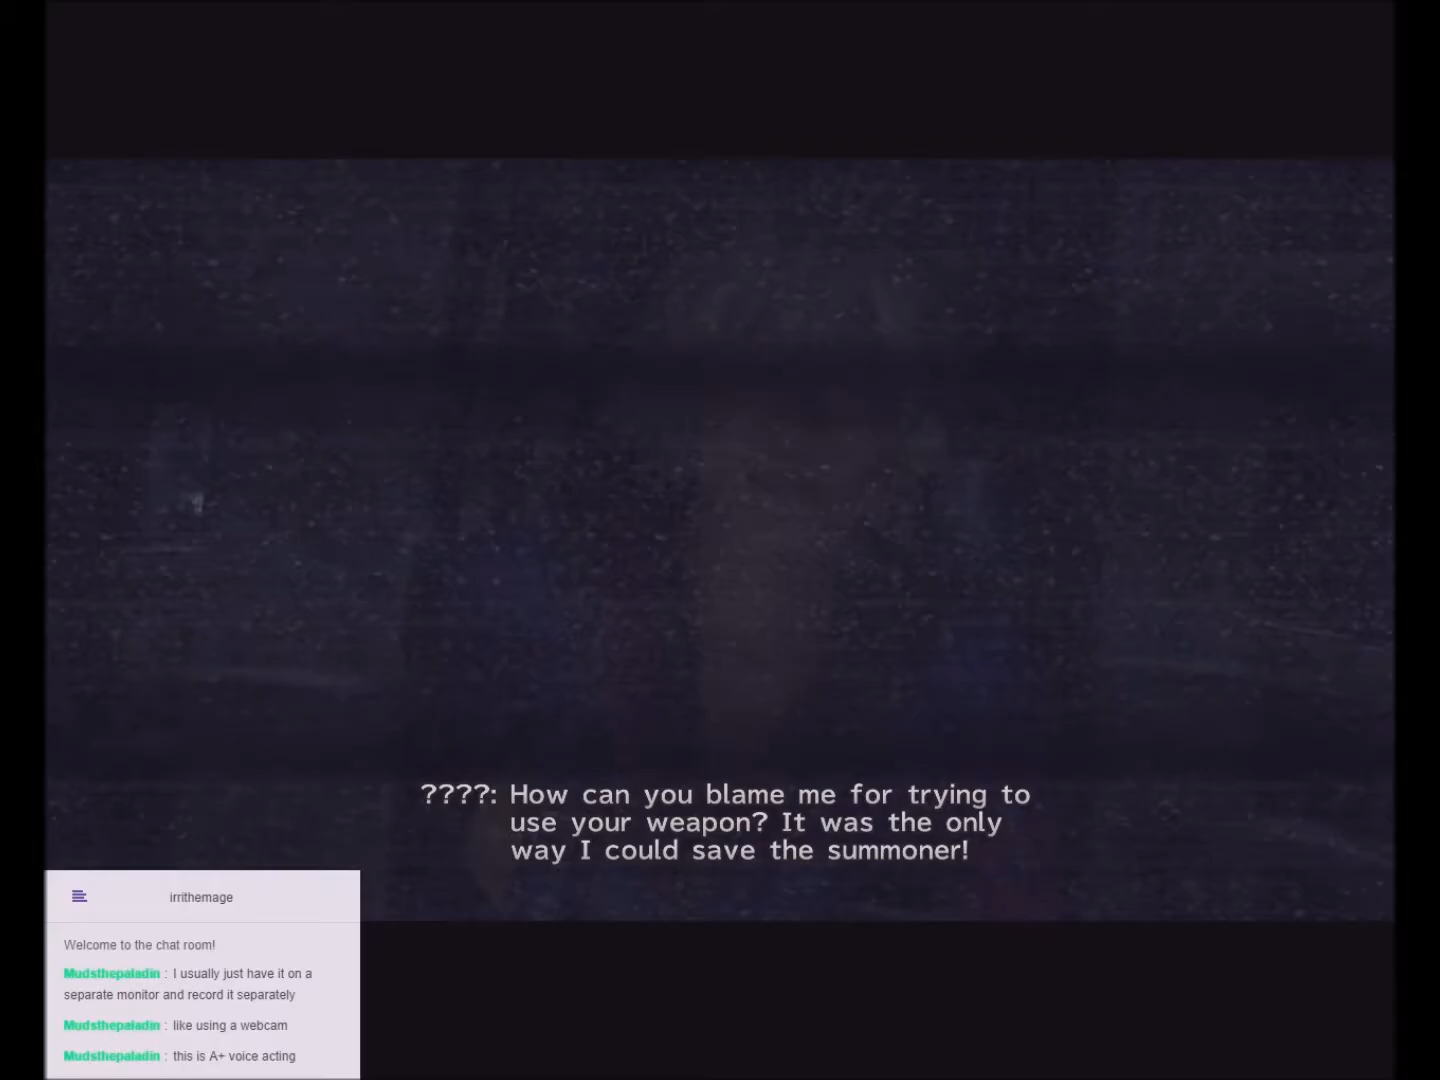 ????: How can you blame me for trying to
use your weapon? It was the only
way I could save the summoner!
irrithemage
Welcome to the chat room!
Mudsthepaladin : I usually just have it on a
separate monitor and record it separately
Mudsthepaladin : like using a webcam
Mudsthepaladin : this is A+ voice acting